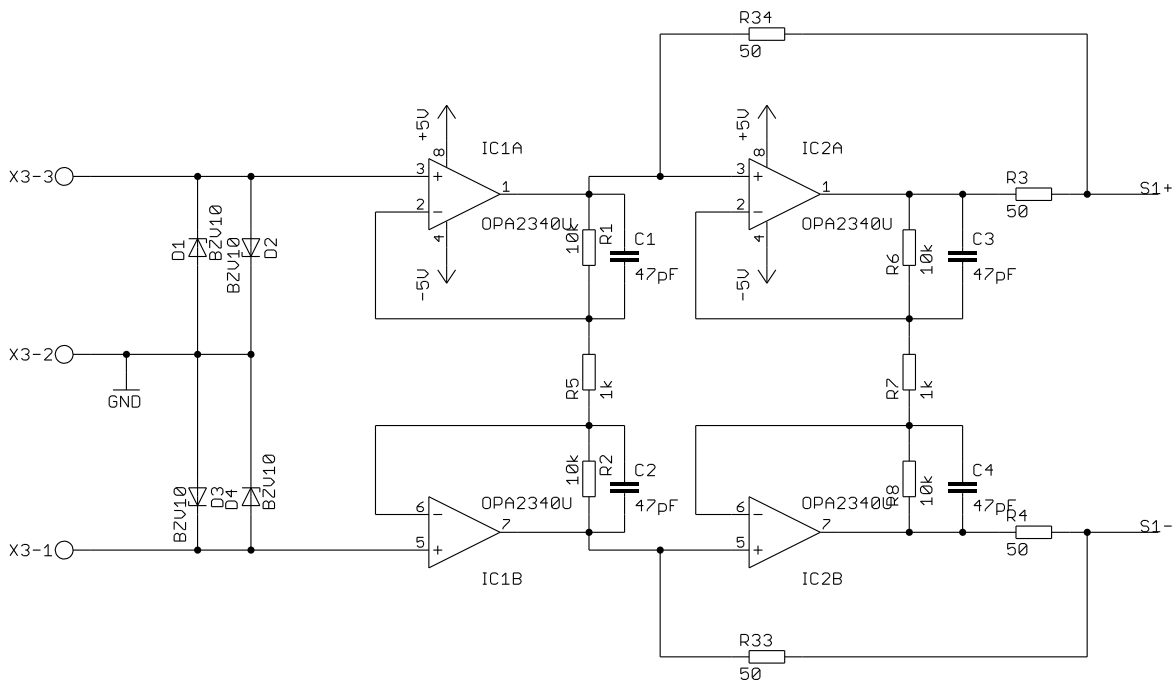 R34
50
+5V
8
IC1A
+5V
8
IC2A
X3-3
3
+
1
2
-
4
-5V
OPA2340U
3
+
1
2
-
4
-5V
OPA2340U
R3
50
S1+
D1
BZV10
BZV10
D2
10k
R1
C1
47pF
R6
10k
C3
47pF
X3-2
GND
R5
1k
R7
1k
BZV10
D3
D4
BZV10
10k
R2
C2
47pF
R8
10k
C4
47pF
OPA2340U
6
-
7
5
+
IC1B
OPA2340U
6
-
7
5
+
IC2B
R4
50
S1-
X3-1
R33
50